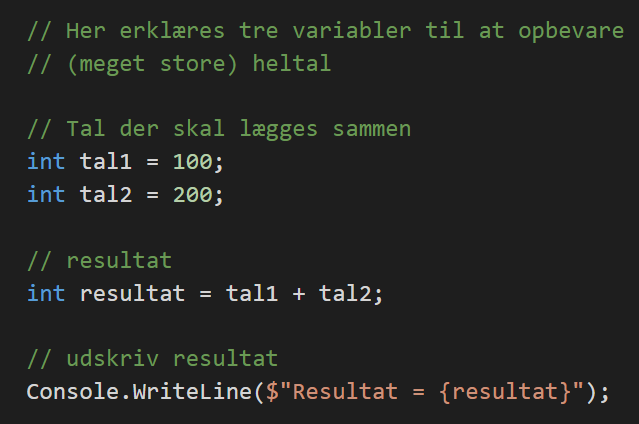 // Her erklæres tre variabler til at opbevare
// (meget store) heltal
// Tal der skal lægges sammen
int tal1 = 100;
int tal2 = 200;
// resultat
int resultat = tal1 + tal2;
// udskriv resultat
Console.WriteLine($"Resultat = {resultat}");